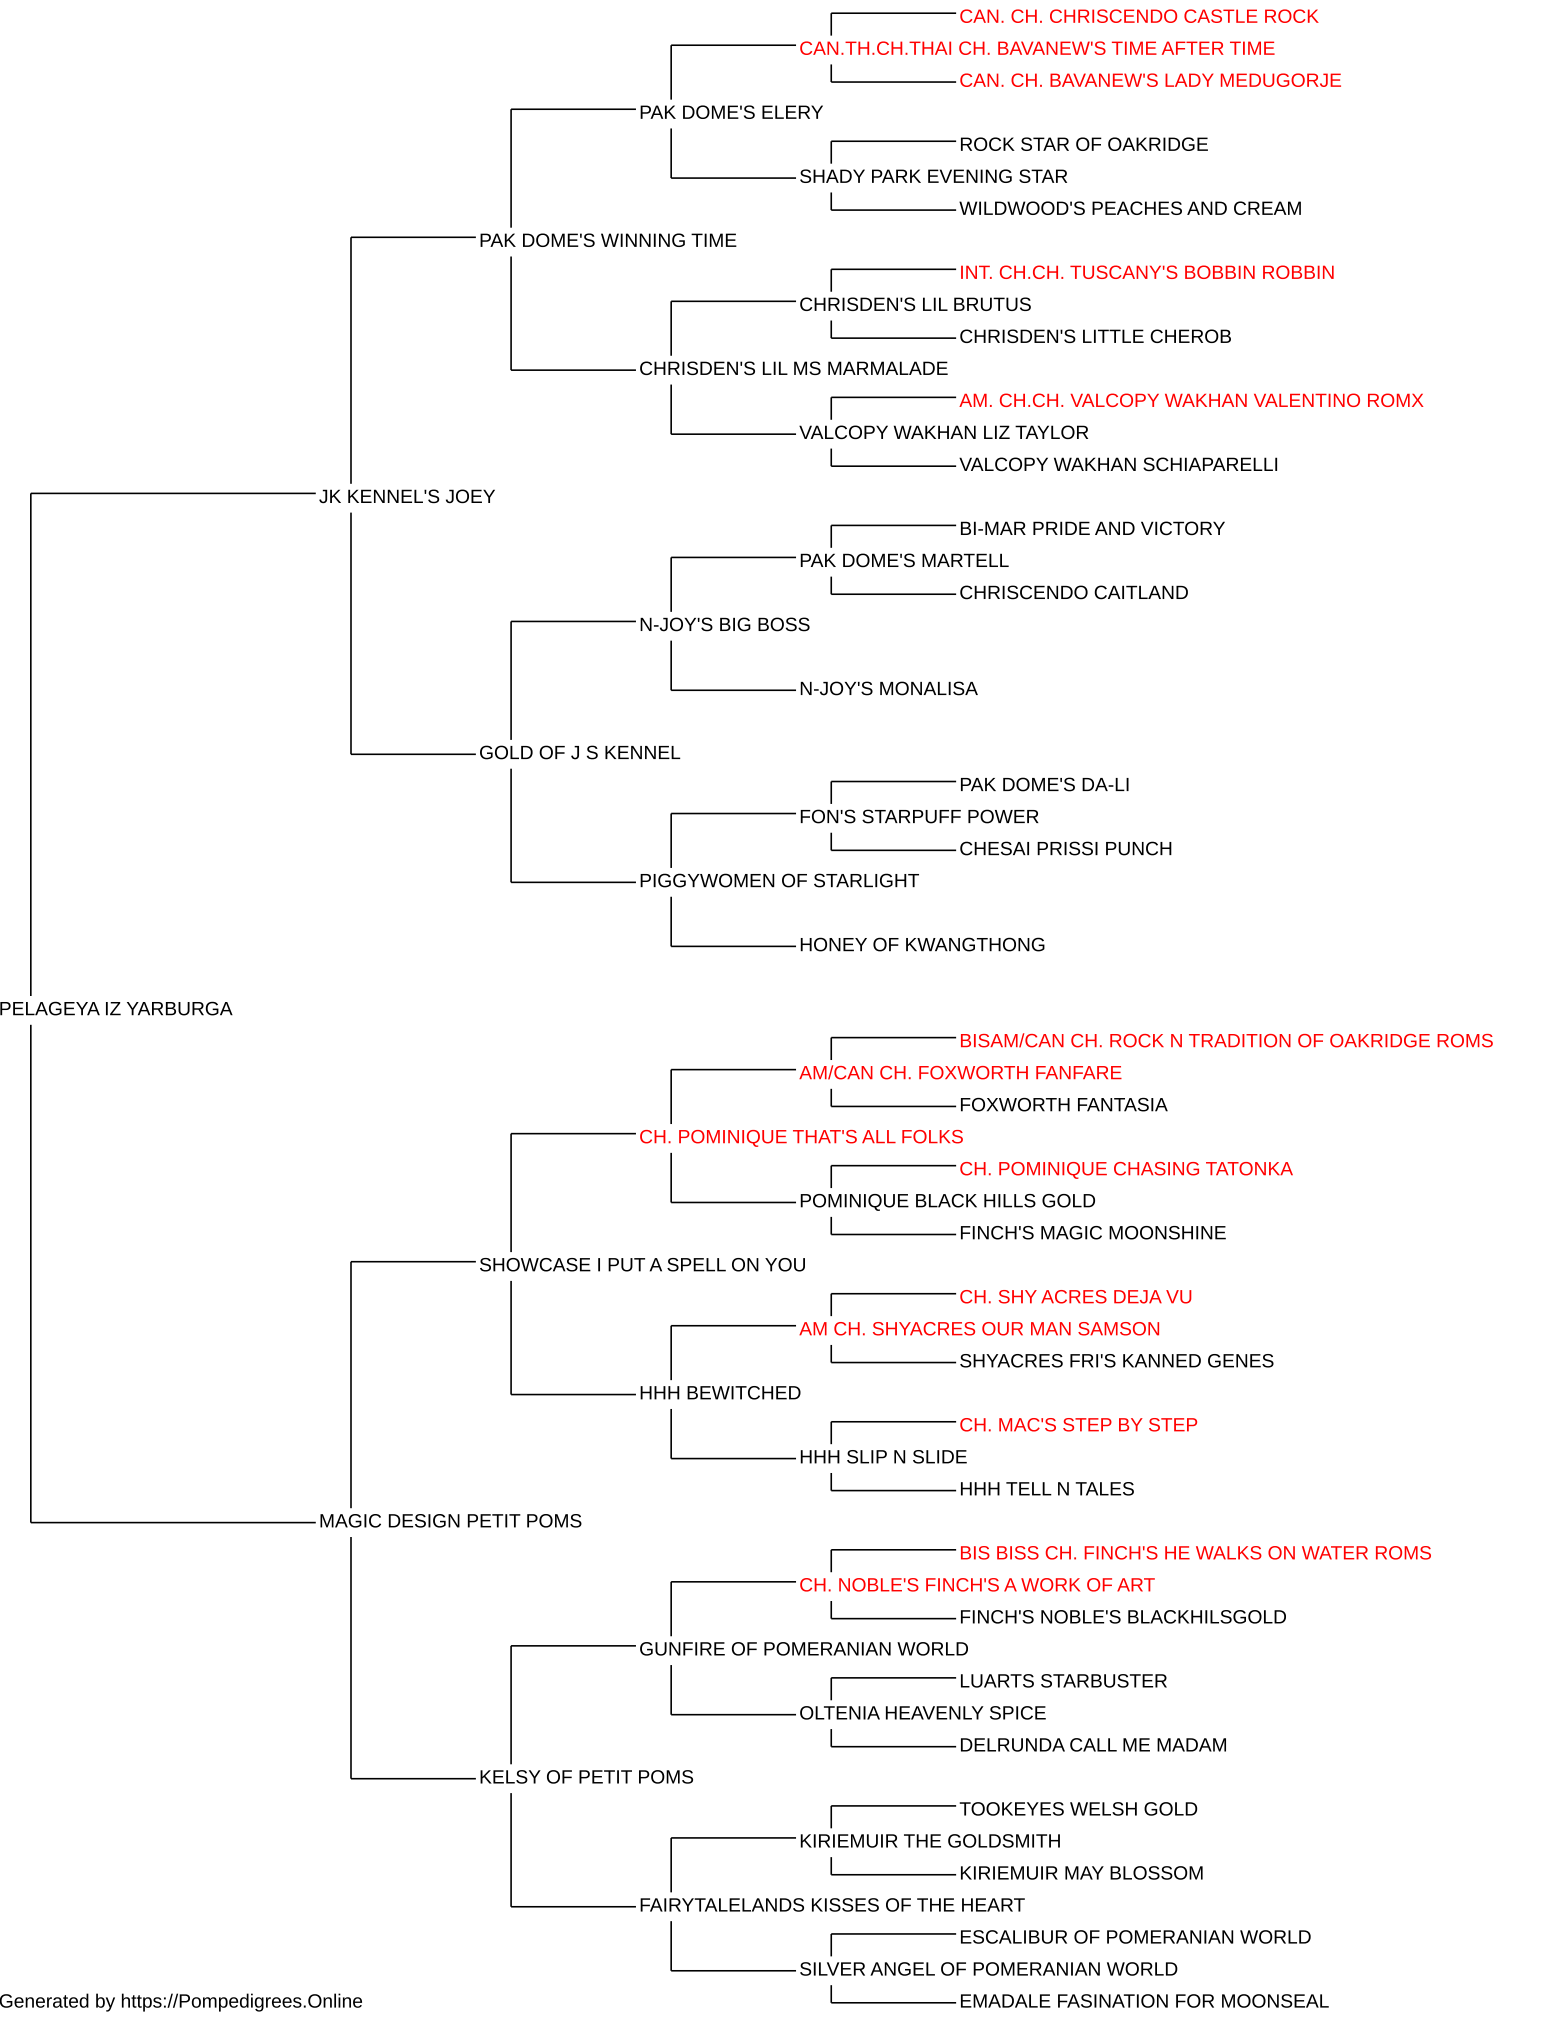 CAN. CH. CHRISCENDO CASTLE ROCK
CAN.TH.CH.THAI CH. BAVANEW'S TIME AFTER TIME
CAN. CH. BAVANEW'S LADY MEDUGORJE
PAK DOME'S ELERY
ROCK STAR OF OAKRIDGE
SHADY PARK EVENING STAR
WILDWOOD'S PEACHES AND CREAM
PAK DOME'S WINNING TIME
INT. CH.CH. TUSCANY'S BOBBIN ROBBIN
CHRISDEN'S LIL BRUTUS
CHRISDEN'S LITTLE CHEROB
CHRISDEN'S LIL MS MARMALADE
AM. CH.CH. VALCOPY WAKHAN VALENTINO ROMX
VALCOPY WAKHAN LIZ TAYLOR
VALCOPY WAKHAN SCHIAPARELLI
JK KENNEL'S JOEY
BI-MAR PRIDE AND VICTORY
PAK DOME'S MARTELL
CHRISCENDO CAITLAND
N-JOY'S BIG BOSS
N-JOY'S MONALISA
GOLD OF J S KENNEL
PAK DOME'S DA-LI
FON'S STARPUFF POWER
CHESAI PRISSI PUNCH
PIGGYWOMEN OF STARLIGHT
HONEY OF KWANGTHONG
PELAGEYA IZ YARBURGA
BISAM/CAN CH. ROCK N TRADITION OF OAKRIDGE ROMS
AM/CAN CH. FOXWORTH FANFARE
FOXWORTH FANTASIA
CH. POMINIQUE THAT'S ALL FOLKS
CH. POMINIQUE CHASING TATONKA
POMINIQUE BLACK HILLS GOLD
FINCH'S MAGIC MOONSHINE
SHOWCASE I PUT A SPELL ON YOU
CH. SHY ACRES DEJA VU
AM CH. SHYACRES OUR MAN SAMSON
SHYACRES FRI'S KANNED GENES
HHH BEWITCHED
CH. MAC'S STEP BY STEP
HHH SLIP N SLIDE
HHH TELL N TALES
MAGIC DESIGN PETIT POMS
BIS BISS CH. FINCH'S HE WALKS ON WATER ROMS
CH. NOBLE'S FINCH'S A WORK OF ART
FINCH'S NOBLE'S BLACKHILSGOLD
GUNFIRE OF POMERANIAN WORLD
LUARTS STARBUSTER
OLTENIA HEAVENLY SPICE
DELRUNDA CALL ME MADAM
KELSY OF PETIT POMS
TOOKEYES WELSH GOLD
KIRIEMUIR THE GOLDSMITH
KIRIEMUIR MAY BLOSSOM
FAIRYTALELANDS KISSES OF THE HEART
ESCALIBUR OF POMERANIAN WORLD
SILVER ANGEL OF POMERANIAN WORLD
EMADALE FASINATION FOR MOONSEAL
Generated by https://Pompedigrees.Online